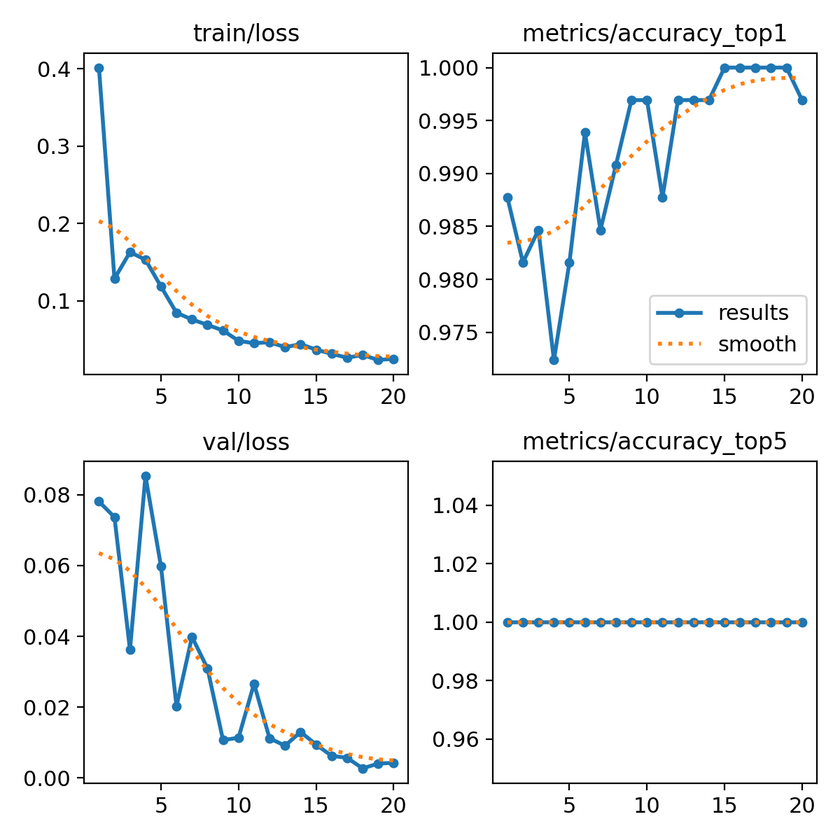 train/loss
0.4
0.3
0.2
0.1
5 10 15 20
metrics/accuracy_top1
1.000
0.995
0.990
0.985
0.980
0.975
results
smooth
5 10 15 20
val/loss
0.08
0.06
0.04
0.02
0.00
5 10 15 20
metrics/accuracy_top5
1.04
1.02
1.00
0.98
0.96
5 10 15 20